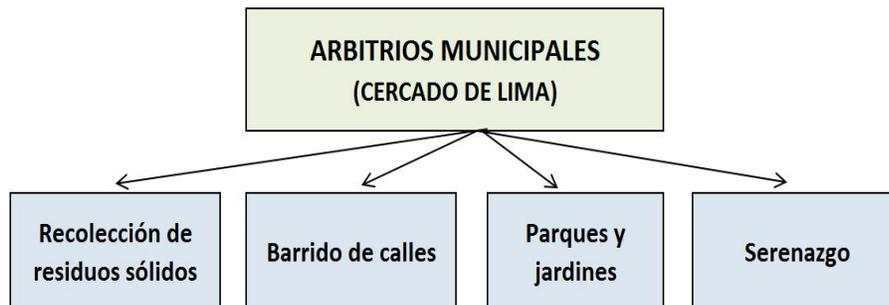 ARBITRIOS MUNICIPALES
(CERCADO DE LIMA)
Recolección de
residuos sólidos
Barrido de calles
Parques y
jardines
Serenazgo